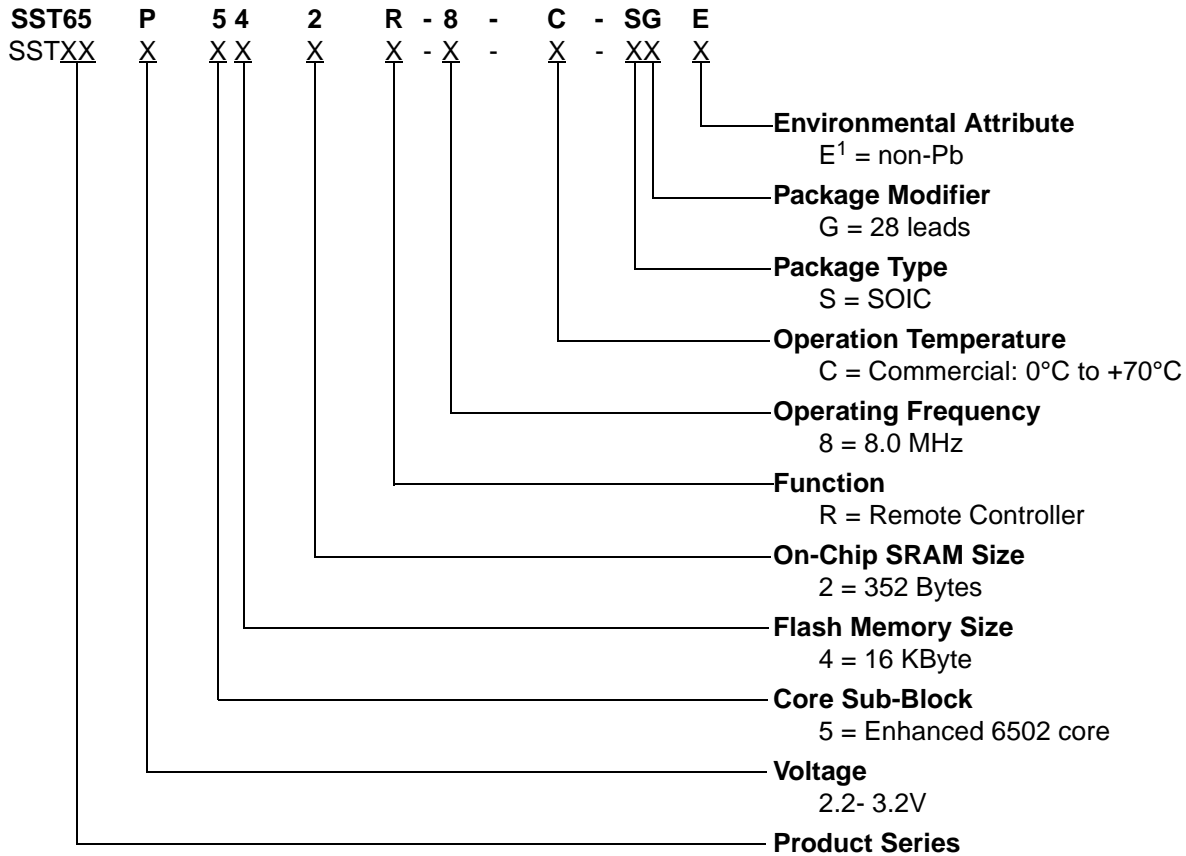 SST65 P 5 4 2 R - 8 - C - SG E
SSTXX X X X X X - X - X - XX X
Environmental Attribute
E1 = non-Pb
Package Modifier
G = 28 leads
Package Type
S = SOIC
Operation Temperature
C = Commercial: 0°C to +70°C
Operating Frequency
8 = 8.0 MHz
Function
R = Remote Controller
On-Chip SRAM Size
2 = 352 Bytes
Flash Memory Size
4 = 16 KByte
Core Sub-Block
5 = Enhanced 6502 core
Voltage
2.2- 3.2V
Product Series